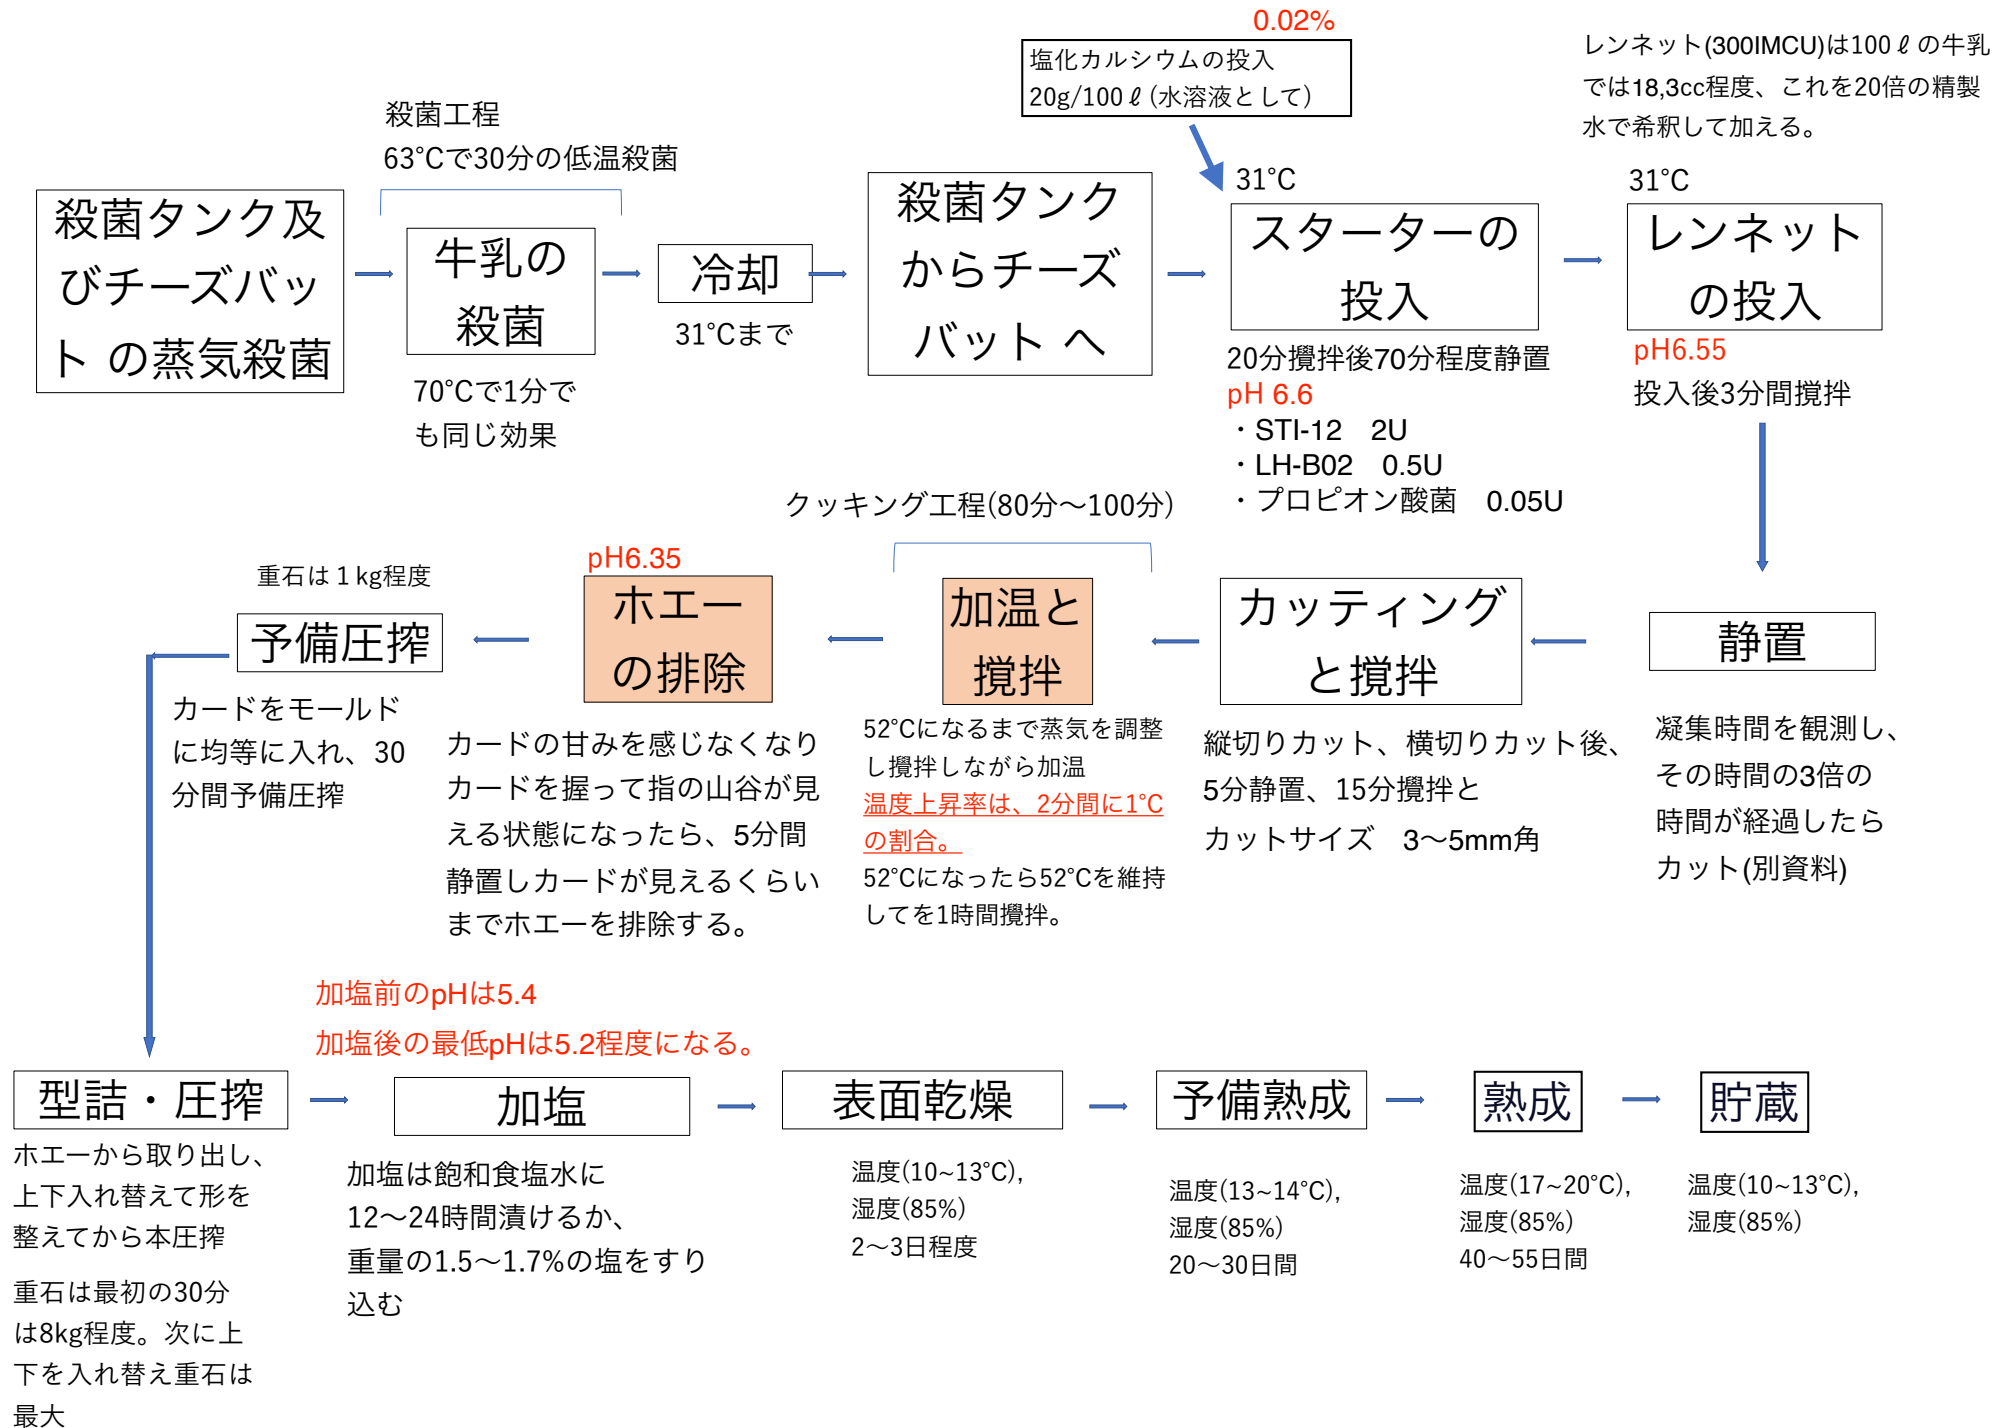 殺菌タンク及
びチーズバッ
ト の蒸気殺菌
殺菌工程
63°Cで30分の低温殺菌
牛乳の
殺菌
70°Cで1分で
も同じ効果
冷却
31°Cまで
殺菌タンク
からチーズ
バット へ
0.02%
塩化カルシウムの投入
20g/100ℓ(水溶液として)
31°C
スターターの
投入
20分攪拌後70分程度静置
pH 6.6
・STI-12 2U
・LH-B02 0.5U
・プロピオン酸菌 0.05U
レンネット(300IMCU)は100ℓの牛乳
では18,3cc程度、これを20倍の精製
水で希釈して加える。
31°C
レンネット
の投入
pH6.55
投入後3分間攪拌
静置
凝集時間を観測し、
その時間の3倍の
時間が経過したら
カット(別資料)
カッティング
と攪拌
縦切りカット、横切りカット後、
5分静置、15分攪拌と
カットサイズ 3〜5mm角
クッキング工程(80分〜100分)
加温と
攪拌
52°Cになるまで蒸気を調整
し攪拌しながら加温
温度上昇率は、2分間に1°C
の割合。
52°Cになったら52°Cを維持
してを1時間攪拌。
pH6.35
ホエー
の排除
カードの甘みを感じなくなり
カードを握って指の山谷が見
える状態になったら、5分間
静置しカードが見えるくらい
までホエーを排除する。
重石は１kg程度
予備圧搾
カードをモールド
に均等に入れ、30
分間予備圧搾
型詰・圧搾
ホエーから取り出し、
上下入れ替えて形を
整えてから本圧搾
重石は最初の30分
は8kg程度。次に上
下を入れ替え重石は
最大
加塩前のpHは5.4
加塩後の最低pHは5.2程度になる。
加塩
加塩は飽和食塩水に
12〜24時間漬けるか、
重量の1.5〜1.7%の塩をすり
込む
表面乾燥
温度(10~13°C),
湿度(85%)
2〜3日程度
予備熟成
温度(13~14°C),
湿度(85%)
20〜30日間
熟成
温度(17~20°C),
湿度(85%)
40〜55日間
貯蔵
温度(10~13°C),
湿度(85%)